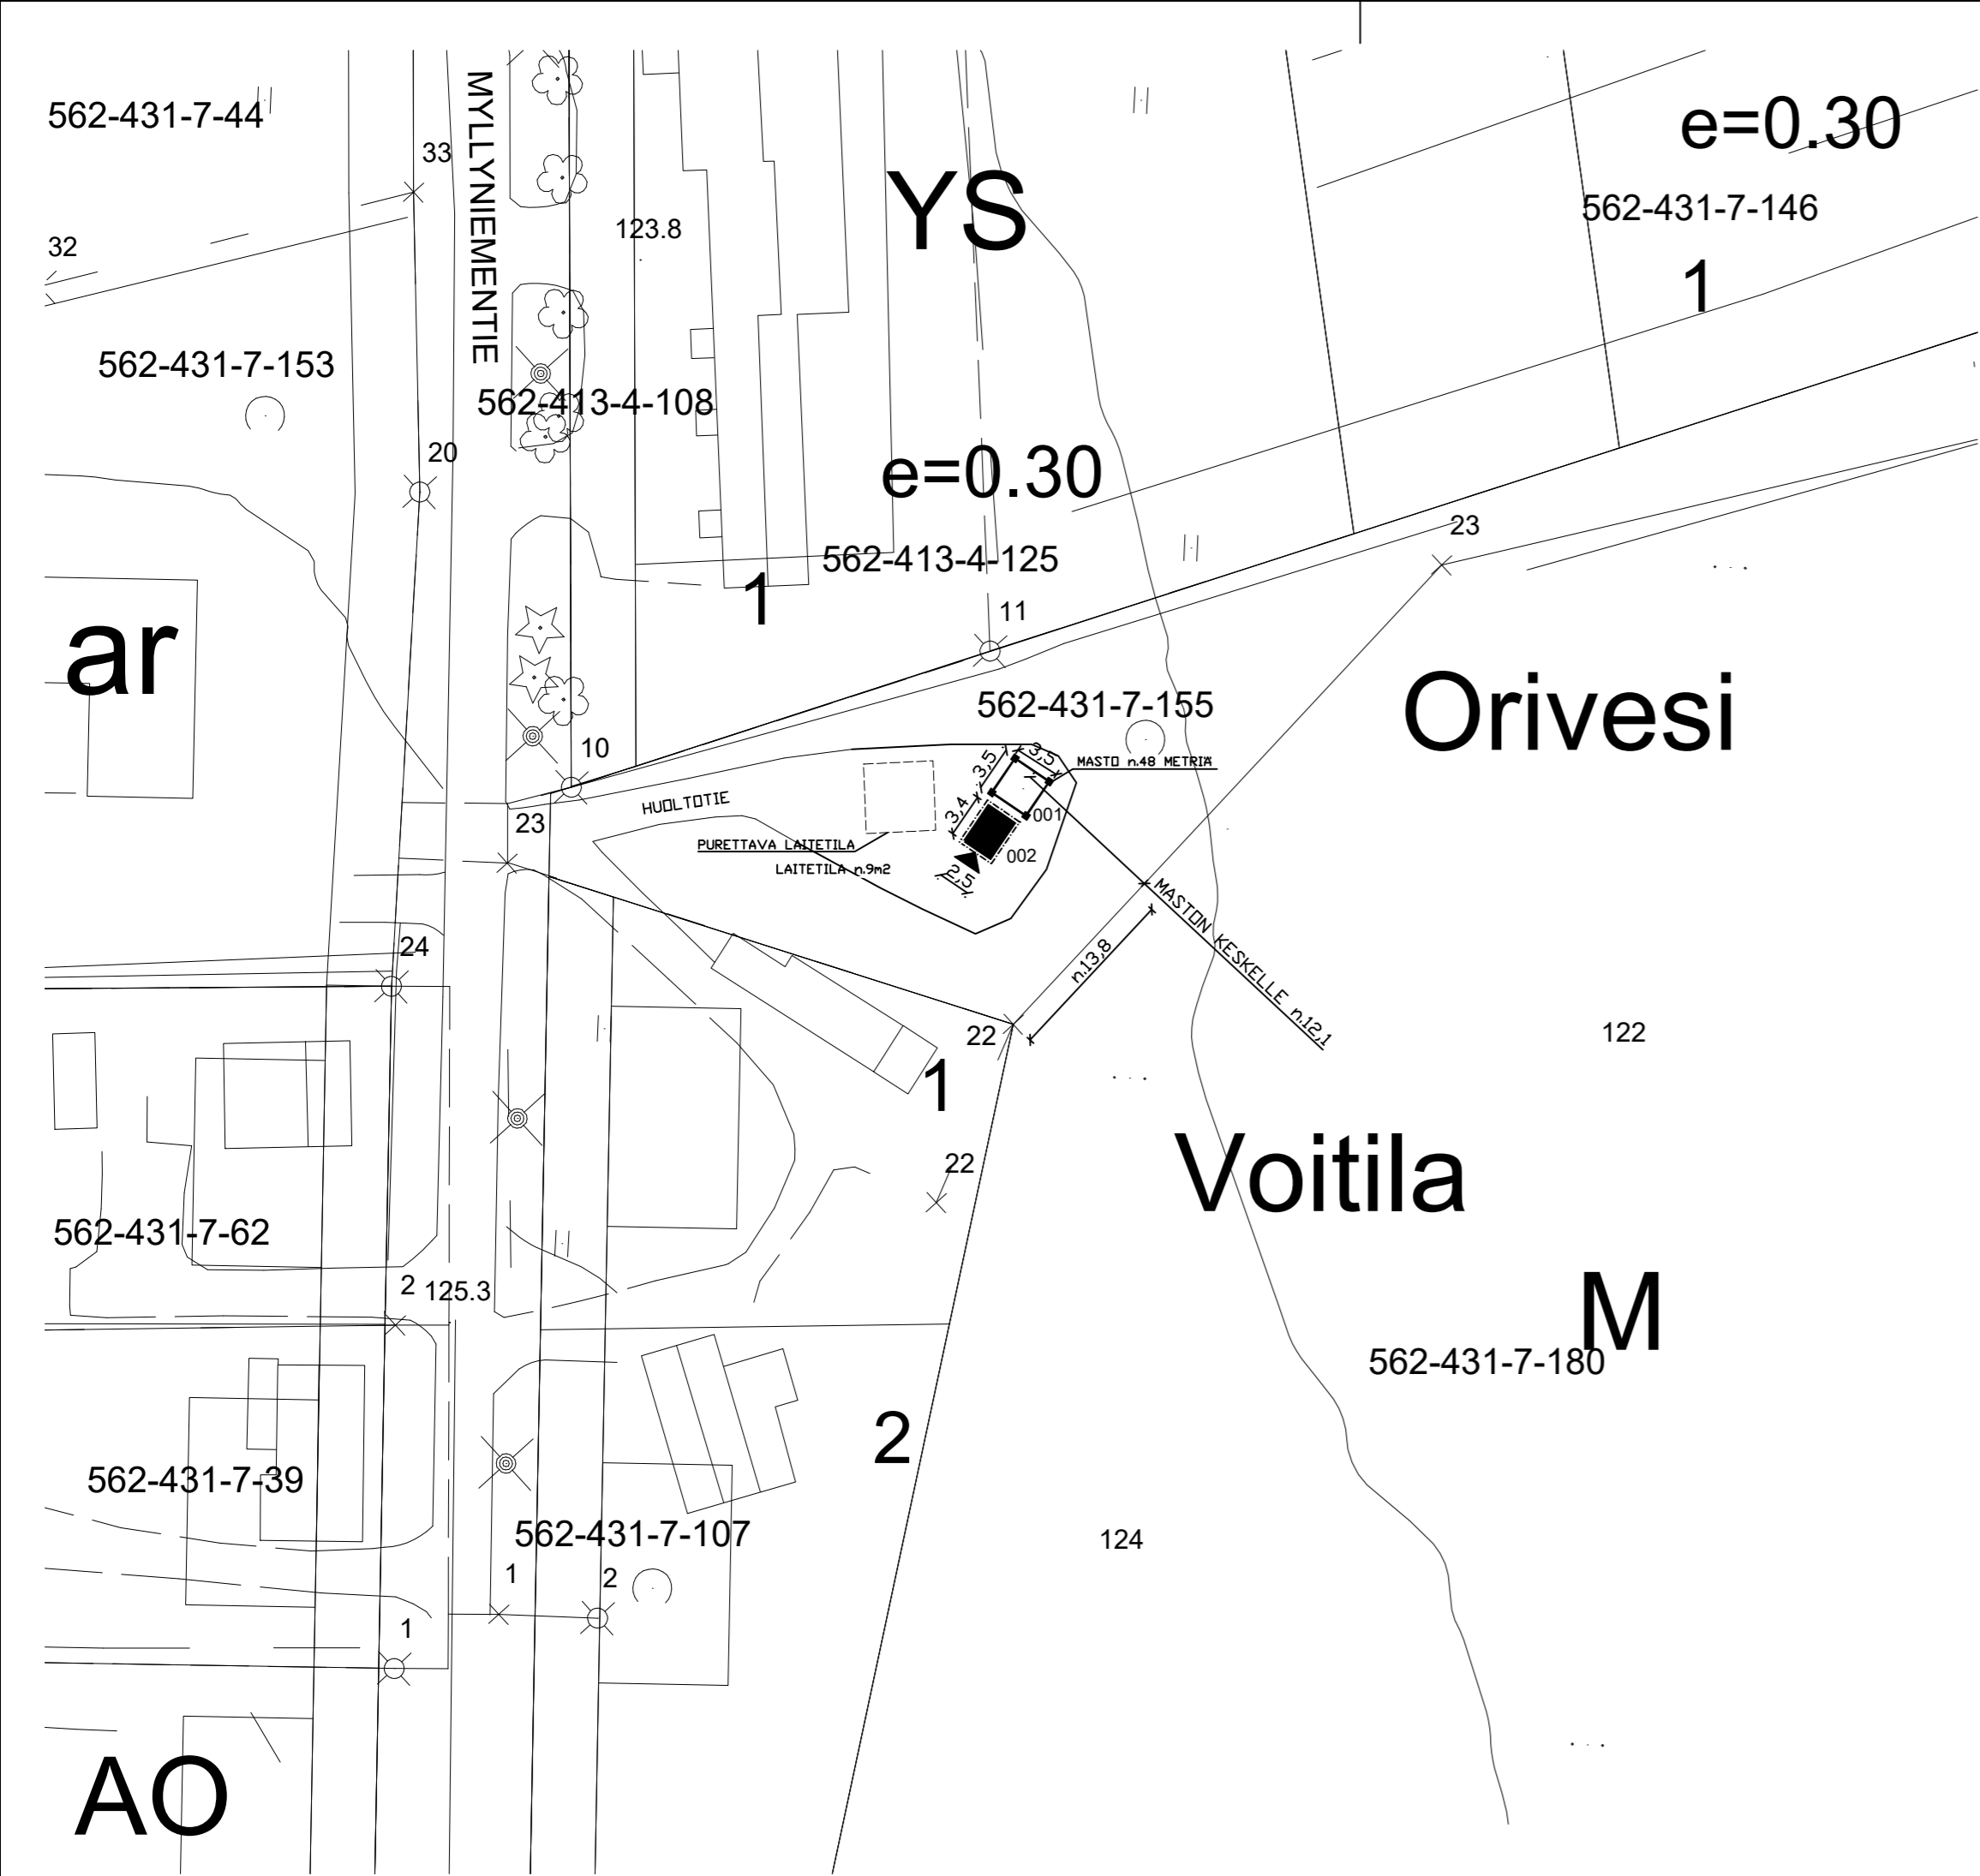 562-431-7-44
33
MYLLYNIEMENTIE
YS
e=0.30
562-431-7-146
1
32
123.8
562-431-7-153
562-413-4-108
20
e=0.30
562-413-4-125
1
23
11
ar
562-431-7-155
Orivesi
10
3,5
3,5
MASTO n.48 METRIÄ
HUOLTOTIE
3,4
001
23
PURETTAVA LAITETILA
002
LAITETILA n.9m2
2,5
MASTON KESKELLE n.12,1
24
n.13,8
22
122
1
22
Voitila
562-431-7-62
2
125.3
M
562-431-7-180
2
562-431-7-39
562-431-7-107
124
1
2
1
AO